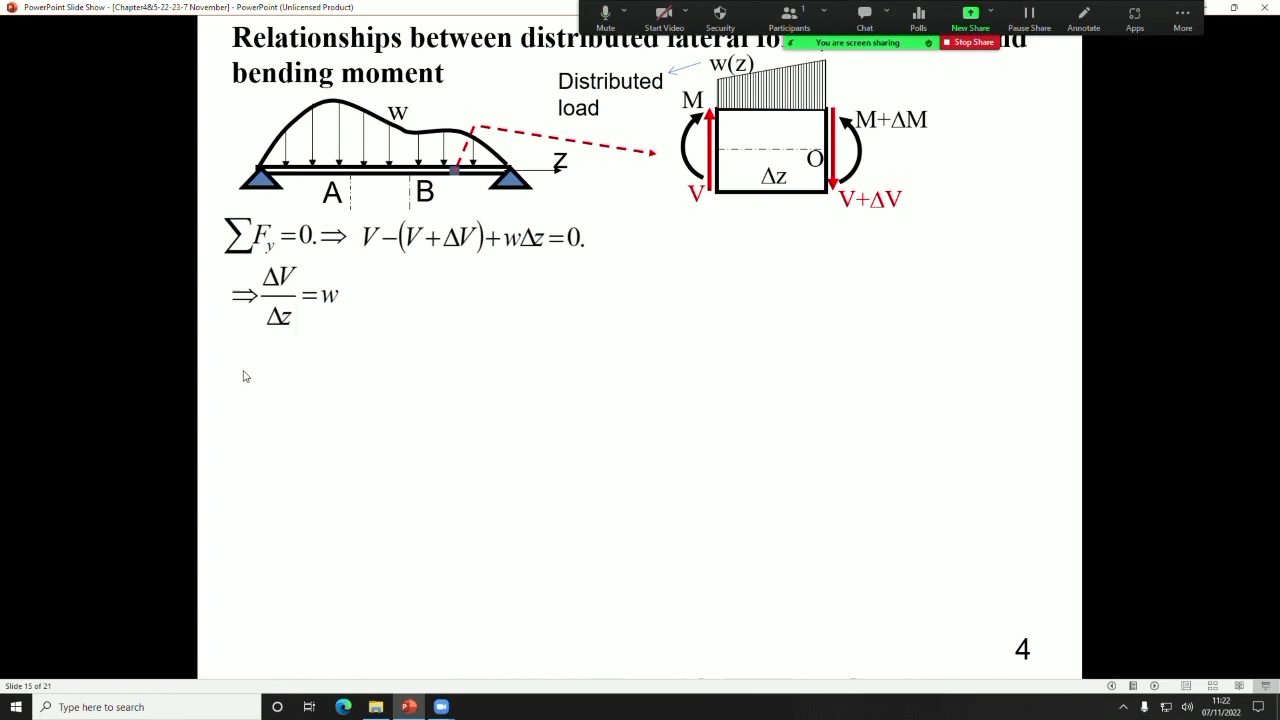 PowerPoint Slide Show - [Chapter4&5-22-23-7 November] - PowerPoint (Unlicensed Product)
Mute
Start Video
Security
1
Participants
Chat
Polls
New Share
Pause Share
Annotate
Apps
More
You are screen sharing
Stop Share
Relationships between distributed lateral
bending moment
Distributed
load
w(z)
M
M+ΔM
O
Δz
V
V+ΔV
w
z
A
B
∑F_y = 0. ⇒ V − (V + ΔV) + wΔz = 0.
⇒ ΔV/Δz = w
4
Slide 15 of 21
Type here to search
11:22
07/11/2022